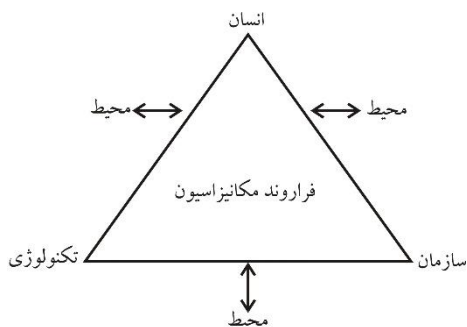 انسان
محیط
محیط
فراروند مکانیزاسیون
سازمان
تکنولوژی
محیط